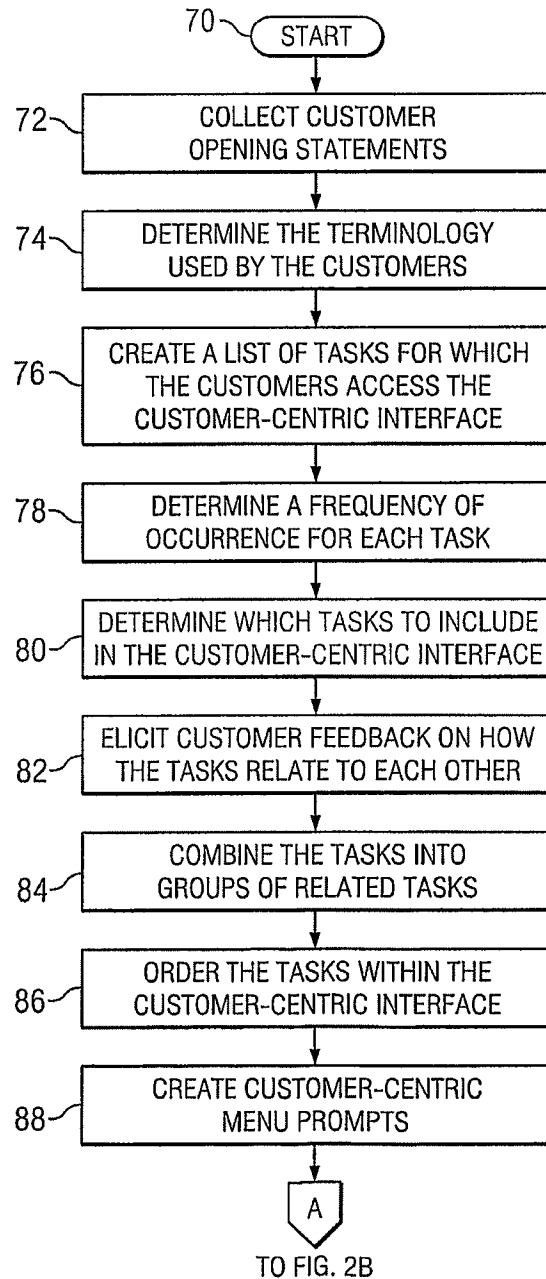 70
START
72
COLLECT CUSTOMER
OPENING STATEMENTS
74
DETERMINE THE TERMINOLOGY
USED BY THE CUSTOMERS
76
CREATE A LIST OF TASKS FOR WHICH
THE CUSTOMERS ACCESS THE
CUSTOMER-CENTRIC INTERFACE
78
DETERMINE A FREQUENCY OF
OCCURRENCE FOR EACH TASK
80
DETERMINE WHICH TASKS TO INCLUDE
IN THE CUSTOMER-CENTRIC INTERFACE
82
ELICIT CUSTOMER FEEDBACK ON HOW
THE TASKS RELATE TO EACH OTHER
84
COMBINE THE TASKS INTO
GROUPS OF RELATED TASKS
86
ORDER THE TASKS WITHIN THE
CUSTOMER-CENTRIC INTERFACE
88
CREATE CUSTOMER-CENTRIC
MENU PROMPTS
A
TO FIG. 2B